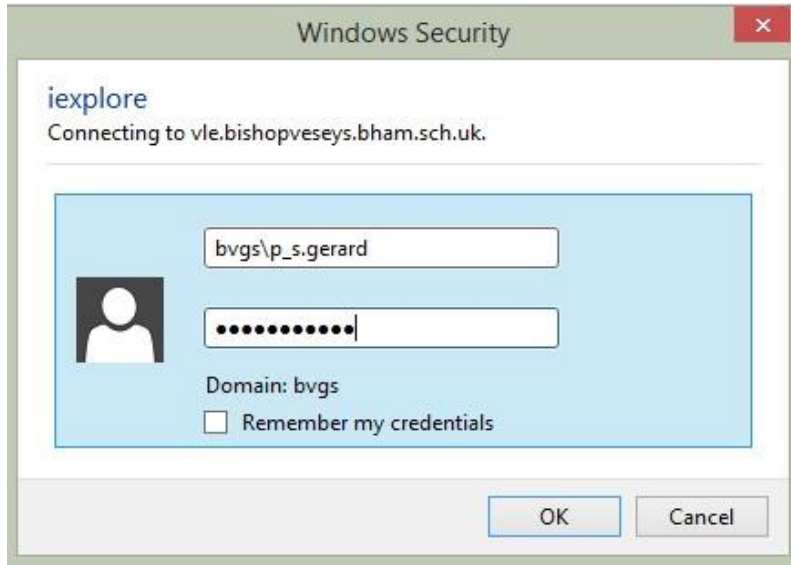 Windows Security
iexplore
Connecting to vle.bishopveseys.bham.sch.uk.
bvgs\p_s.gerard
●●●●●●●●●●●
Domain: bvgs
Remember my credentials
OK Cancel